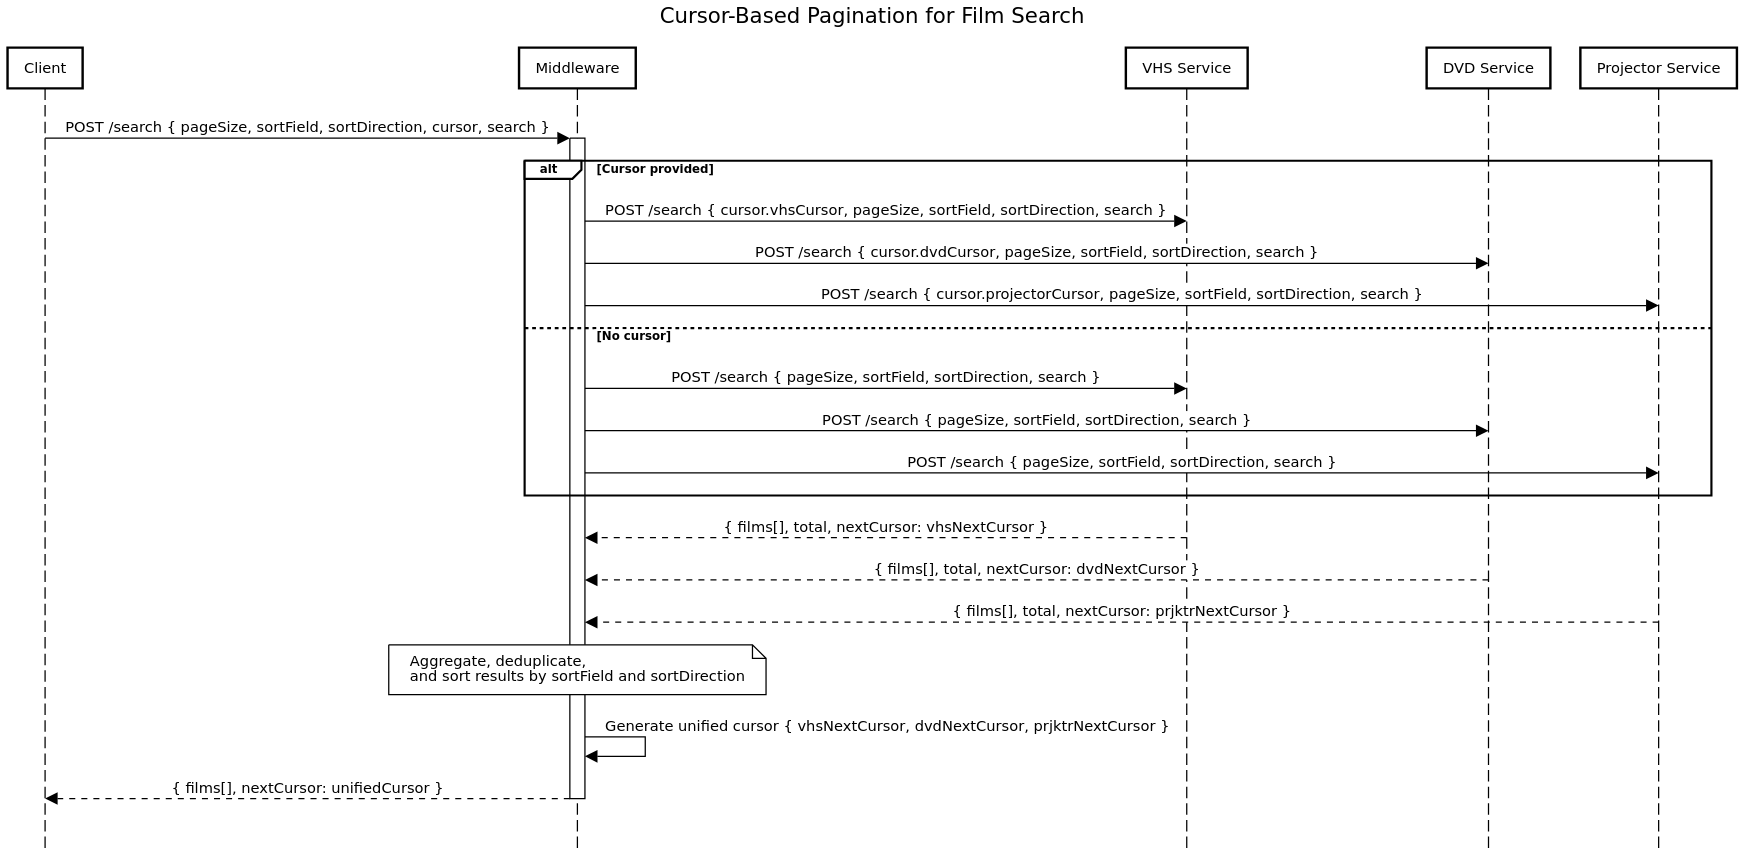 Cursor-Based Pagination for Film Search
Client
Middleware
VHS Service
DVD Service
Projector Service
POST /search { pageSize, sortField, sortDirection, cursor, search }
alt
[Cursor provided]
POST /search { cursor.vhsCursor, pageSize, sortField, sortDirection, search }
POST /search { cursor.dvdCursor, pageSize, sortField, sortDirection, search }
POST /search { cursor.projectorCursor, pageSize, sortField, sortDirection, search }
[No cursor]
POST /search { pageSize, sortField, sortDirection, search }
POST /search { pageSize, sortField, sortDirection, search }
POST /search { pageSize, sortField, sortDirection, search }
{ films[], total, nextCursor: vhsNextCursor }
{ films[], total, nextCursor: dvdNextCursor }
{ films[], total, nextCursor: prjktrNextCursor }
Aggregate, deduplicate,
and sort results by sortField and sortDirection
Generate unified cursor { vhsNextCursor, dvdNextCursor, prjktrNextCursor }
{ films[], nextCursor: unifiedCursor }